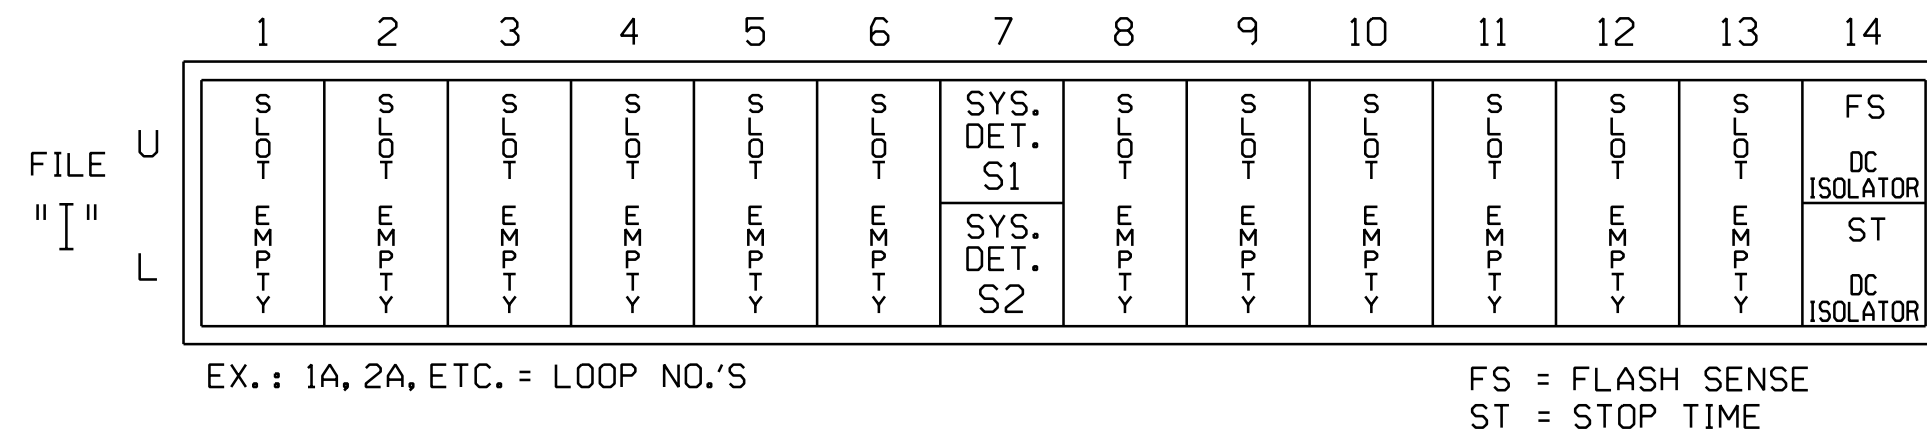 1 2 3 4 5 6 7 8 9 10 11 12 13 14
FILE "I"
U
L
SLOT EMPTY
SLOT EMPTY
SLOT EMPTY
SLOT EMPTY
SLOT EMPTY
SLOT EMPTY
SYS.
DET.
S1
SYS.
DET.
S2
SLOT EMPTY
SLOT EMPTY
SLOT EMPTY
SLOT EMPTY
SLOT EMPTY
SLOT EMPTY
FS
DC
ISOLATOR
ST
DC
ISOLATOR
EX.: 1A, 2A, ETC. = LOOP NO.'S
FS = FLASH SENSE
ST = STOP TIME